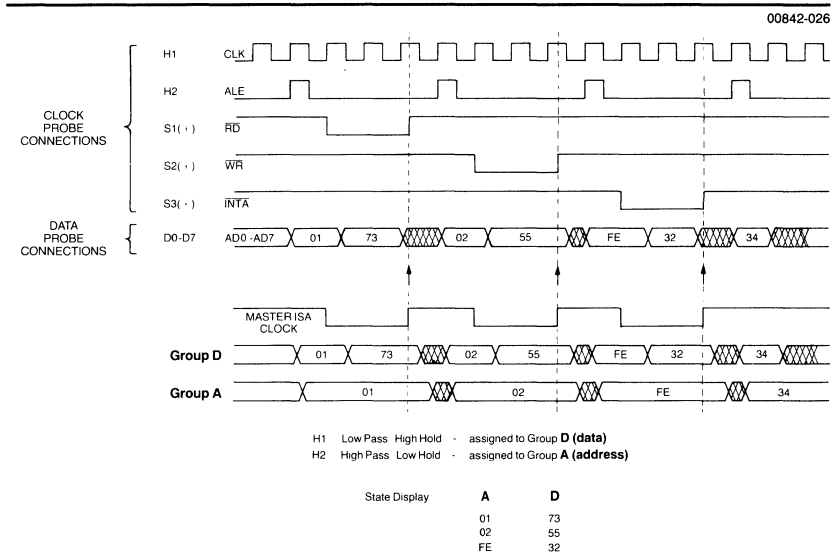 00842-026
H1 CLK
H2 ALE
CLOCK
PROBE
CONNECTIONS
S1(+) RD
S2(+) WR
S3(+) INTA
DATA
PROBE
CONNECTIONS
D0-D7 AD0-AD7 01 73 02 55 FE 32 34
MASTER ISA
CLOCK
Group D 01 73 02 55 FE 32 34
Group A 01 02 FE 34
H1 Low Pass High Hold - assigned to Group D (data)
H2 High Pass Low Hold - assigned to Group A (address)
State Display A D
01 73
02 55
FE 32